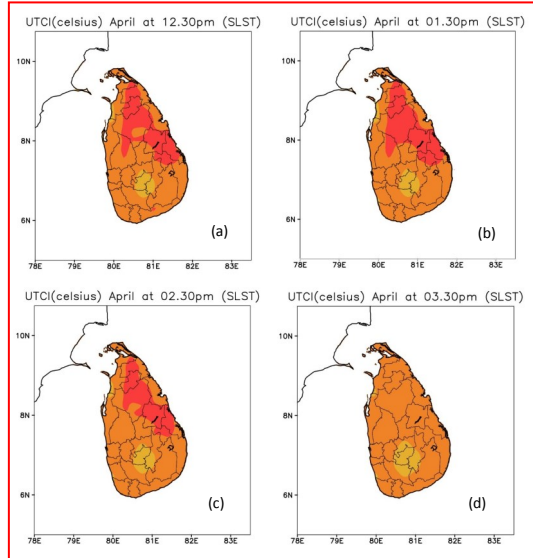 UTCI(celsius) April at 12.30pm (SLST)
10N
8N
6N
(a)
78E 79E 80E 81E 82E 83E
UTCI(celsius) April at 01.30pm (SLST)
10N
8N
6N
(b)
78E 79E 80E 81E 82E 83E
UTCI(celsius) April at 02.30pm (SLST)
10N
8N
6N
(c)
78E 79E 80E 81E 82E 83E
UTCI(celsius) April at 03.30pm (SLST)
10N
8N
6N
(d)
78E 79E 80E 81E 82E 83E